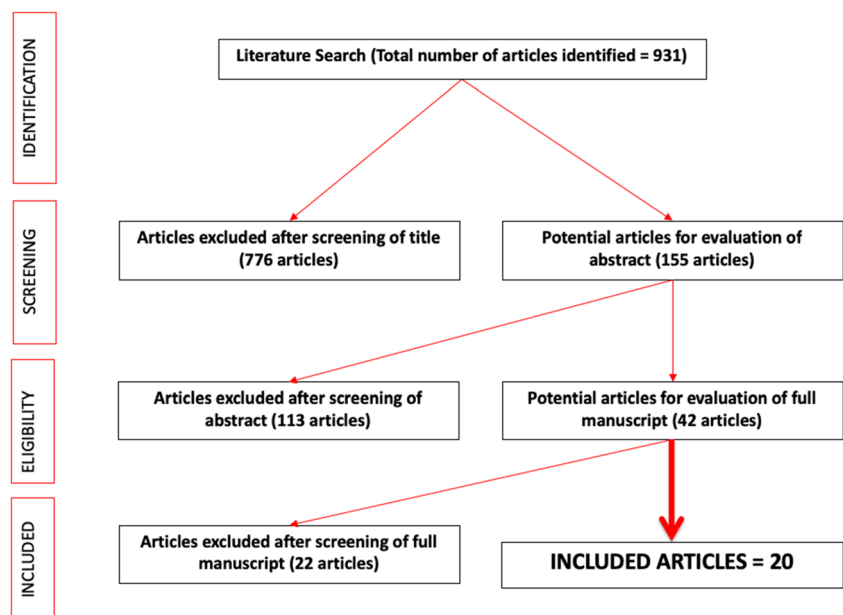 IDENTIFICATION
Literature Search (Total number of articles identified = 931)
SCREENING
Articles excluded after screening of title
(776 articles)
Potential articles for evaluation of
abstract (155 articles)
ELIGIBILITY
Articles excluded after screening of
abstract (113 articles)
Potential articles for evaluation of full
manuscript (42 articles)
INCLUDED
Articles excluded after screening of full
manuscript (22 articles)
INCLUDED ARTICLES = 20